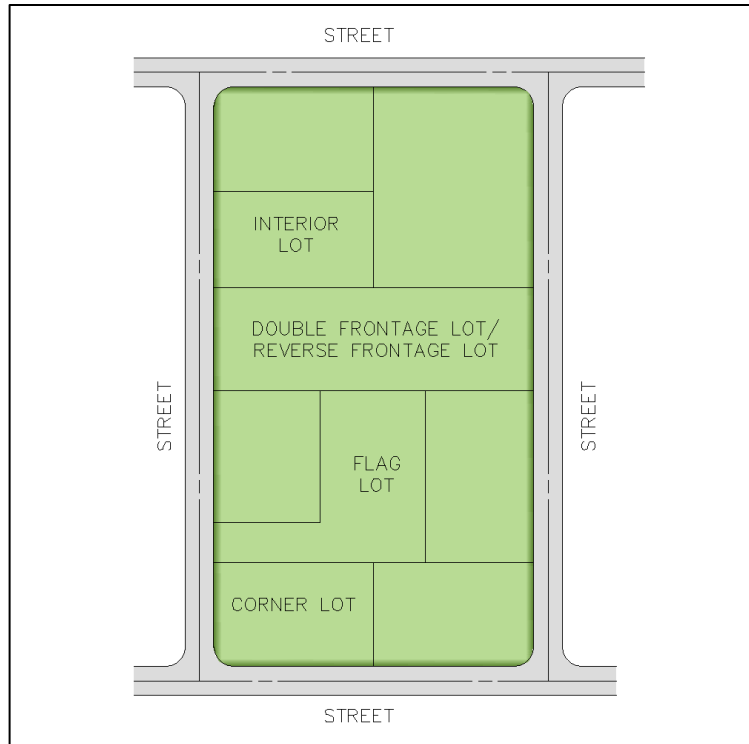 STREET
INTERIOR
LOT
DOUBLE FRONTAGE LOT/
REVERSE FRONTAGE LOT
STREET
STREET
FLAG
LOT
CORNER LOT
STREET